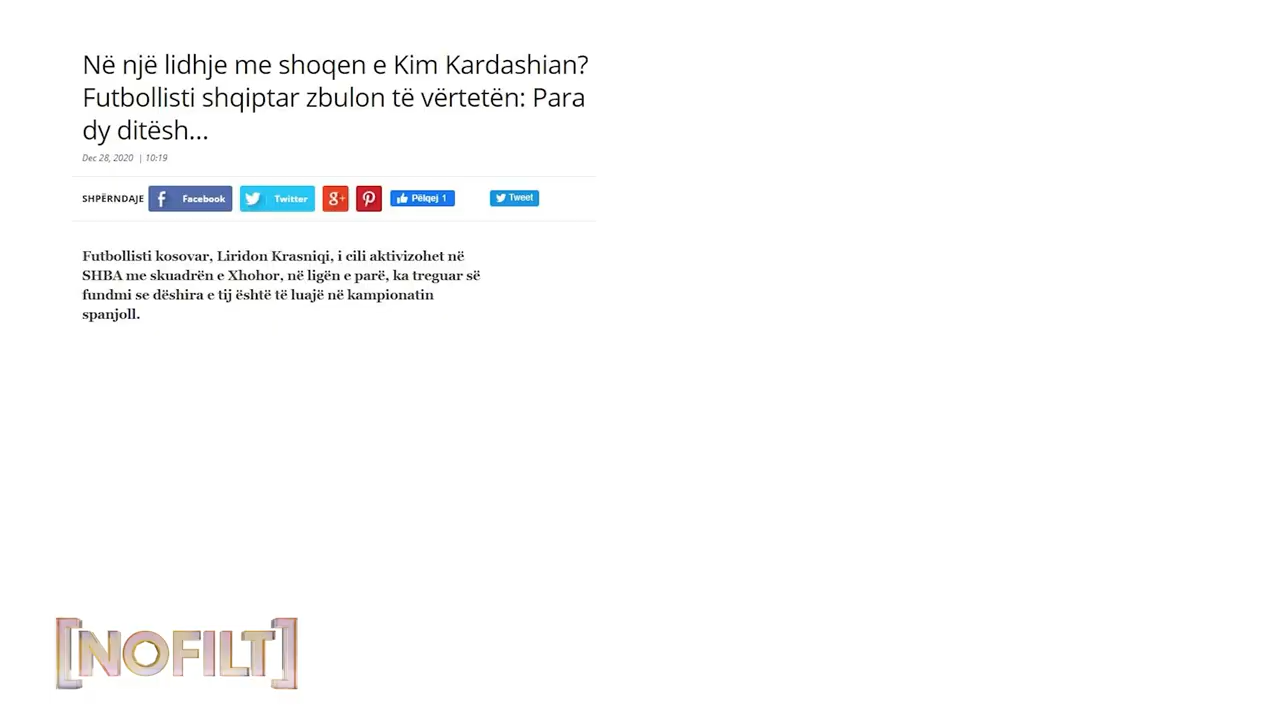 Në një lidhje me shoqen e Kim Kardashian?
Futbollisti shqiptar zbulon të vërtetën: Para
dy ditësh...
Dec 28, 2020 | 10:19
SHPËRNDAJE Facebook Twitter g+ Pëlqej 1 Tweet
Futbollisti kosovar, Liridon Krasniqi, i cili aktivizohet në
SHBA me skuadrën e Xhohor, në ligën e parë, ka treguar së
fundmi se dëshira e tij është të luajë në kampionatin
spanjoll.
[NOFILT]